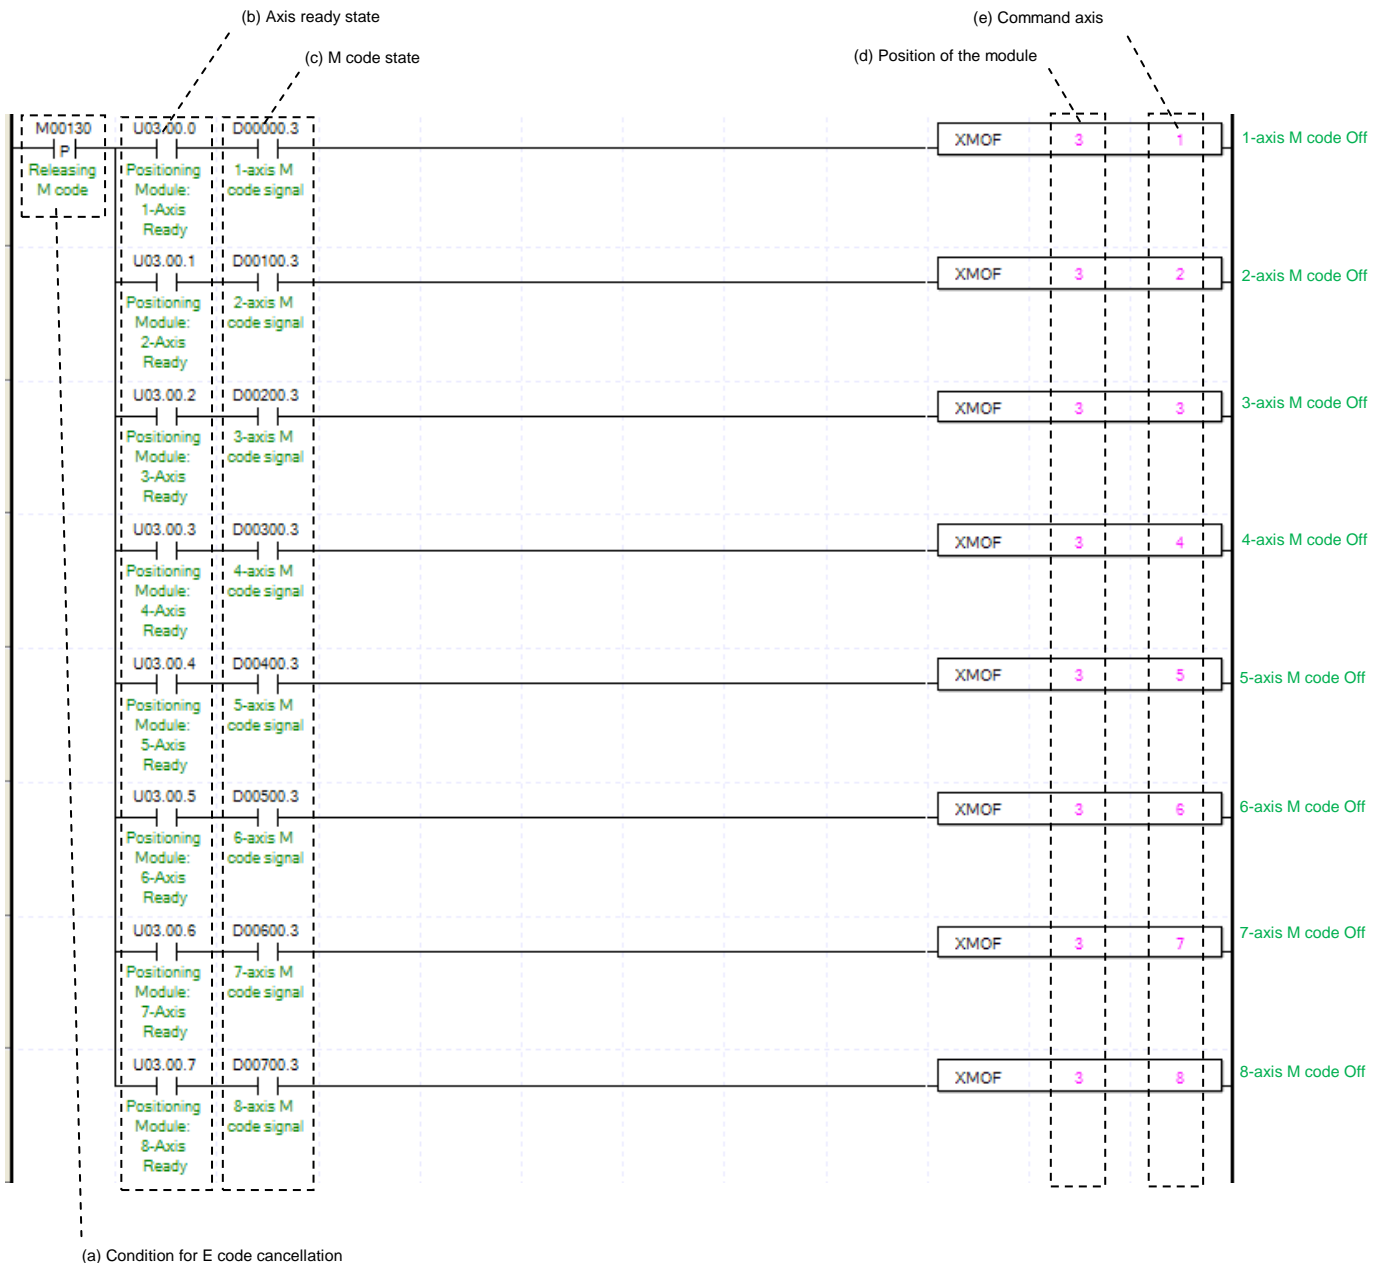 (b) Axis ready state
(e) Command axis
(c) M code state
(d) Position of the module
M00130
P
Releasing
M code
U03.00.0
Positioning
Module:
1-Axis
Ready
D00000.3
1-axis M
code signal
XMOF 3 1
1-axis M code Off
U03.00.1
Positioning
Module:
2-Axis
Ready
D00100.3
2-axis M
code signal
XMOF 3 2
2-axis M code Off
U03.00.2
Positioning
Module:
3-Axis
Ready
D00200.3
3-axis M
code signal
XMOF 3 3
3-axis M code Off
U03.00.3
Positioning
Module:
4-Axis
Ready
D00300.3
4-axis M
code signal
XMOF 3 4
4-axis M code Off
U03.00.4
Positioning
Module:
5-Axis
Ready
D00400.3
5-axis M
code signal
XMOF 3 5
5-axis M code Off
U03.00.5
Positioning
Module:
6-Axis
Ready
D00500.3
6-axis M
code signal
XMOF 3 6
6-axis M code Off
U03.00.6
Positioning
Module:
7-Axis
Ready
D00600.3
7-axis M
code signal
XMOF 3 7
7-axis M code Off
U03.00.7
Positioning
Module:
8-Axis
Ready
D00700.3
8-axis M
code signal
XMOF 3 8
8-axis M code Off
(a) Condition for E code cancellation